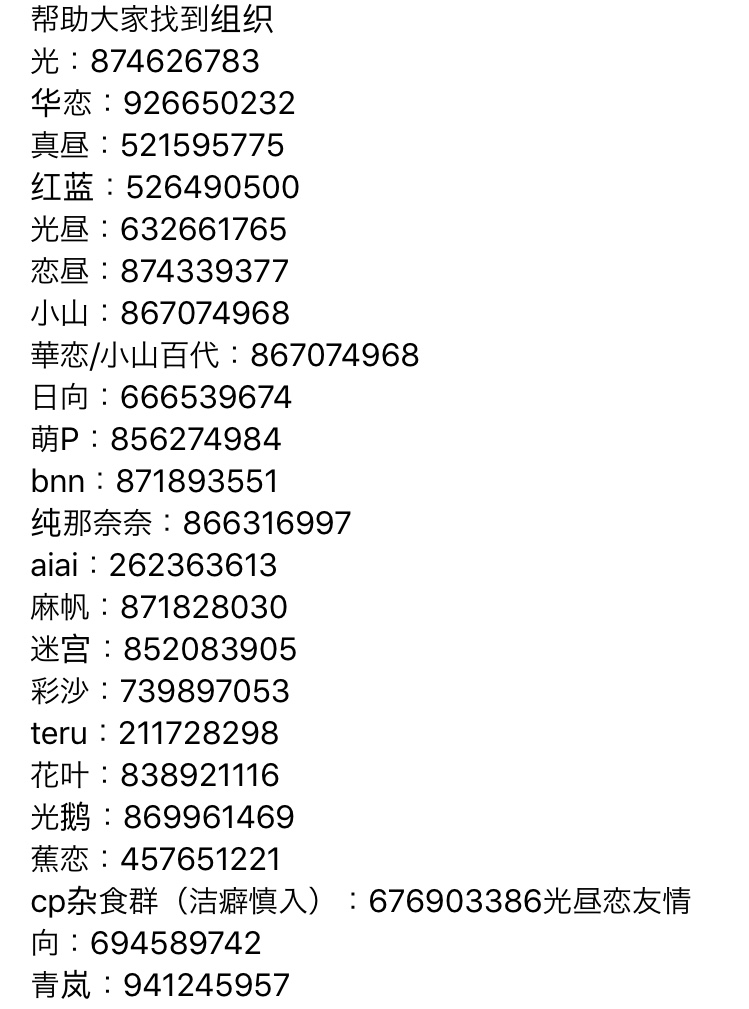 帮助大家找到组织
光：874626783
华恋：926650232
真昼：521595775
红蓝：526490500
光昼：632661765
恋昼：874339377
小山：867074968
華恋/小山百代：867074968
日向：666539674
萌P：856274984
bnn：871893551
纯那奈奈：866316997
aiai：262363613
麻帆：871828030
迷宫：852083905
彩沙：739897053
teru：211728298
花叶：838921116
光鹅：869961469
蕉恋：457651221
cp杂食群（洁癖慎入）：676903386光昼恋友情
向：694589742
青岚：941245957